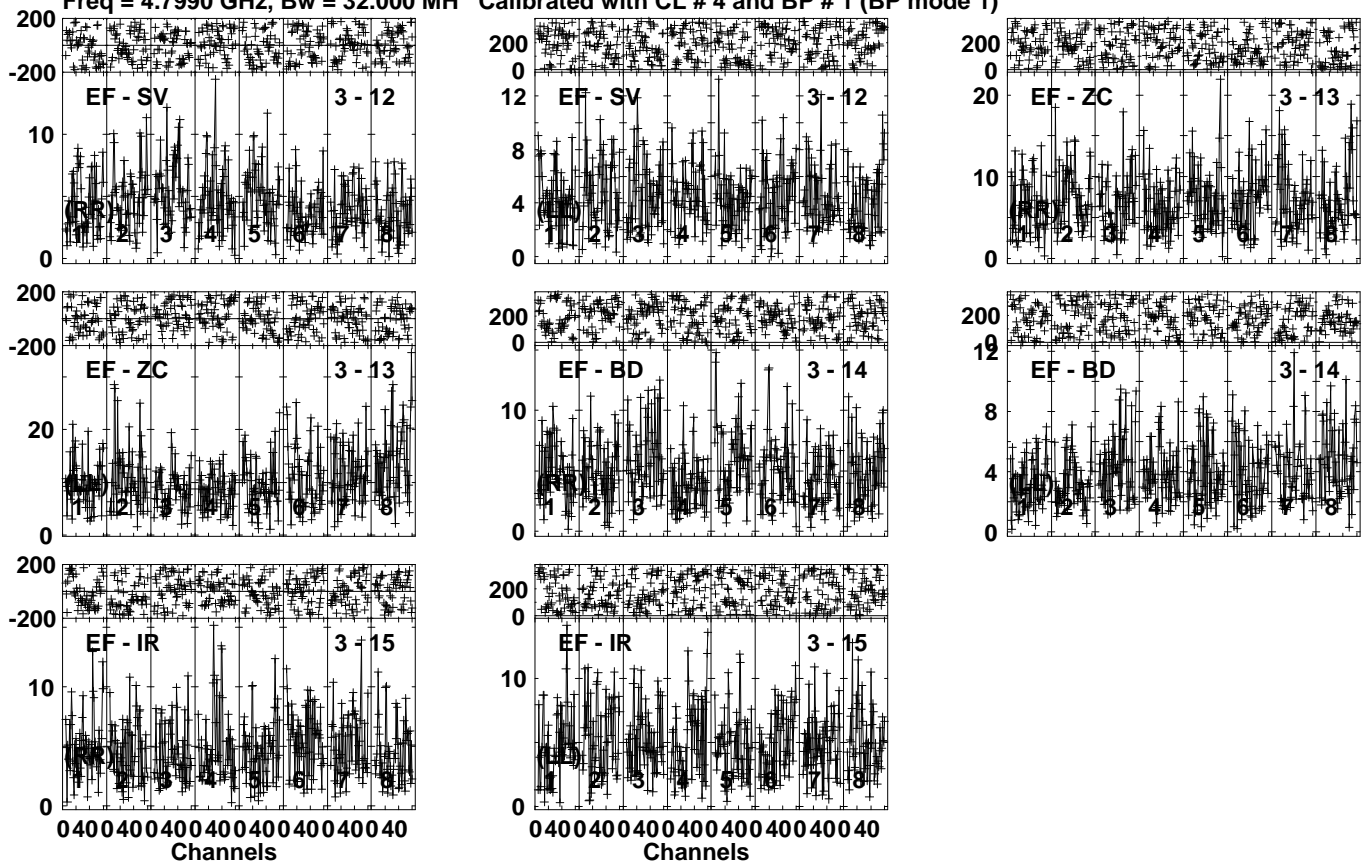 Freq = 4.7990 GHz, Bw = 32.000 MH Calibrated with CL # 4 and BP # 1 (BP mode 1)
200
-200
EF - SV 3 - 12
10
(RR)
1 2 3 4 5 6 7 8
0
200
0
EF - SV 3 - 12
12
8
4
(LL)
1 2 3 4 5 6 7 8
0
200
0
EF - ZC 3 - 13
20
10
(RR)
1 2 3 4 5 6 7 8
0
200
-200
EF - ZC 3 - 13
20
(LL)
1 2 3 4 5 6 7 8
0
200
0
EF - BD 3 - 14
10
(RR)
1 2 3 4 5 6 7 8
0
200
0
12
EF - BD 3 - 14
8
4
(LL)
1 2 3 4 5 6 7 8
0
200
-200
EF - IR 3 - 15
10
(RR)
1 2 3 4 5 6 7 8
0
0 40 0 40 0 40 0 40 0 40 0 40 0 40 0 40
Channels
200
0
EF - IR 3 - 15
10
(LL)
1 2 3 4 5 6 7 8
0
0 40 0 40 0 40 0 40 0 40 0 40 0 40 0 40
Channels